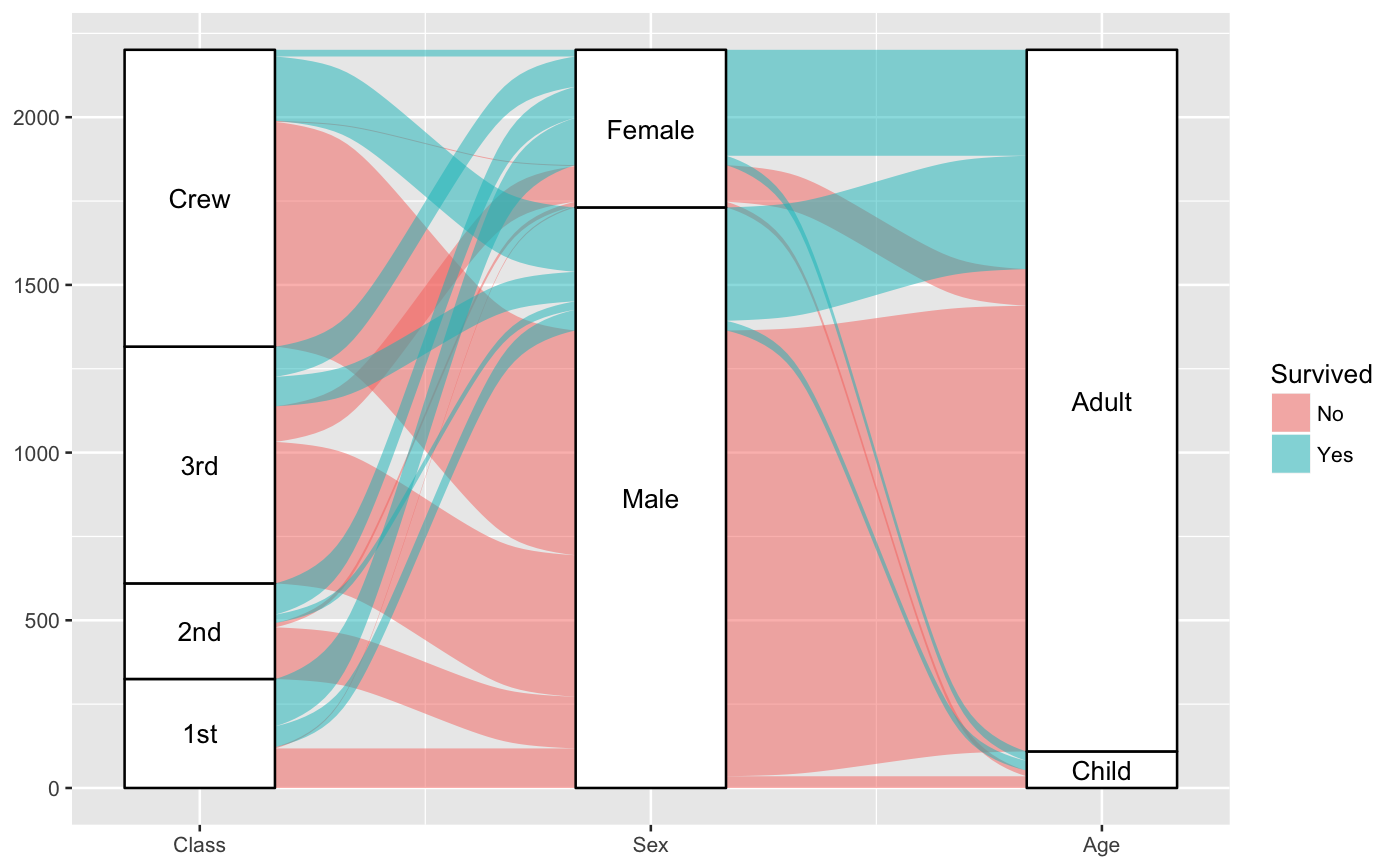 2000
1500
1000
500
0
Crew
3rd
2nd
1st
Female
Male
Adult
Child
Class
Sex
Age
Survived
No
Yes